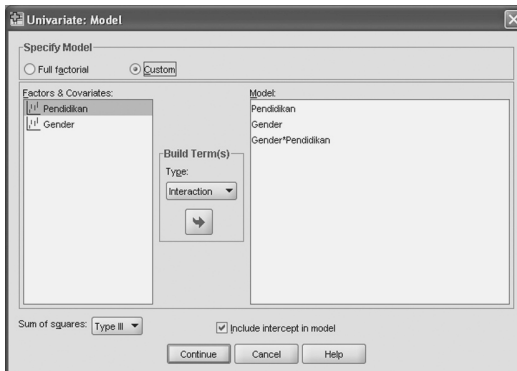 Univariate: Model
Specify Model
Full factorial
Custom
Factors & Covariates:
Pendidikan
Gender
Build Term(s)
Type:
Interaction
Model:
Pendidikan
Gender
Gender*Pendidikan
Sum of squares: Type III
Include intercept in model
Continue Cancel Help